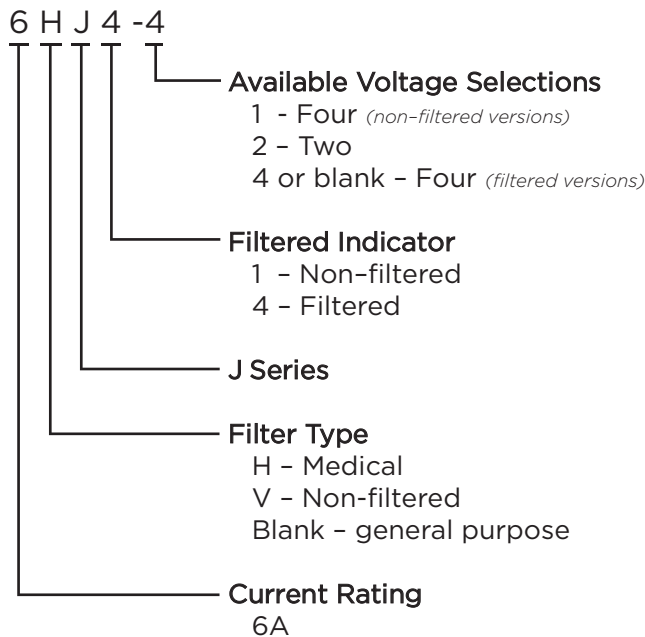 6 H J 4 -4
Available Voltage Selections
1 - Four (non–filtered versions)
2 – Two
4 or blank – Four (filtered versions)
Filtered Indicator
1 – Non–filtered
4 – Filtered
J Series
Filter Type
H – Medical
V – Non-filtered
Blank – general purpose
Current Rating
6A